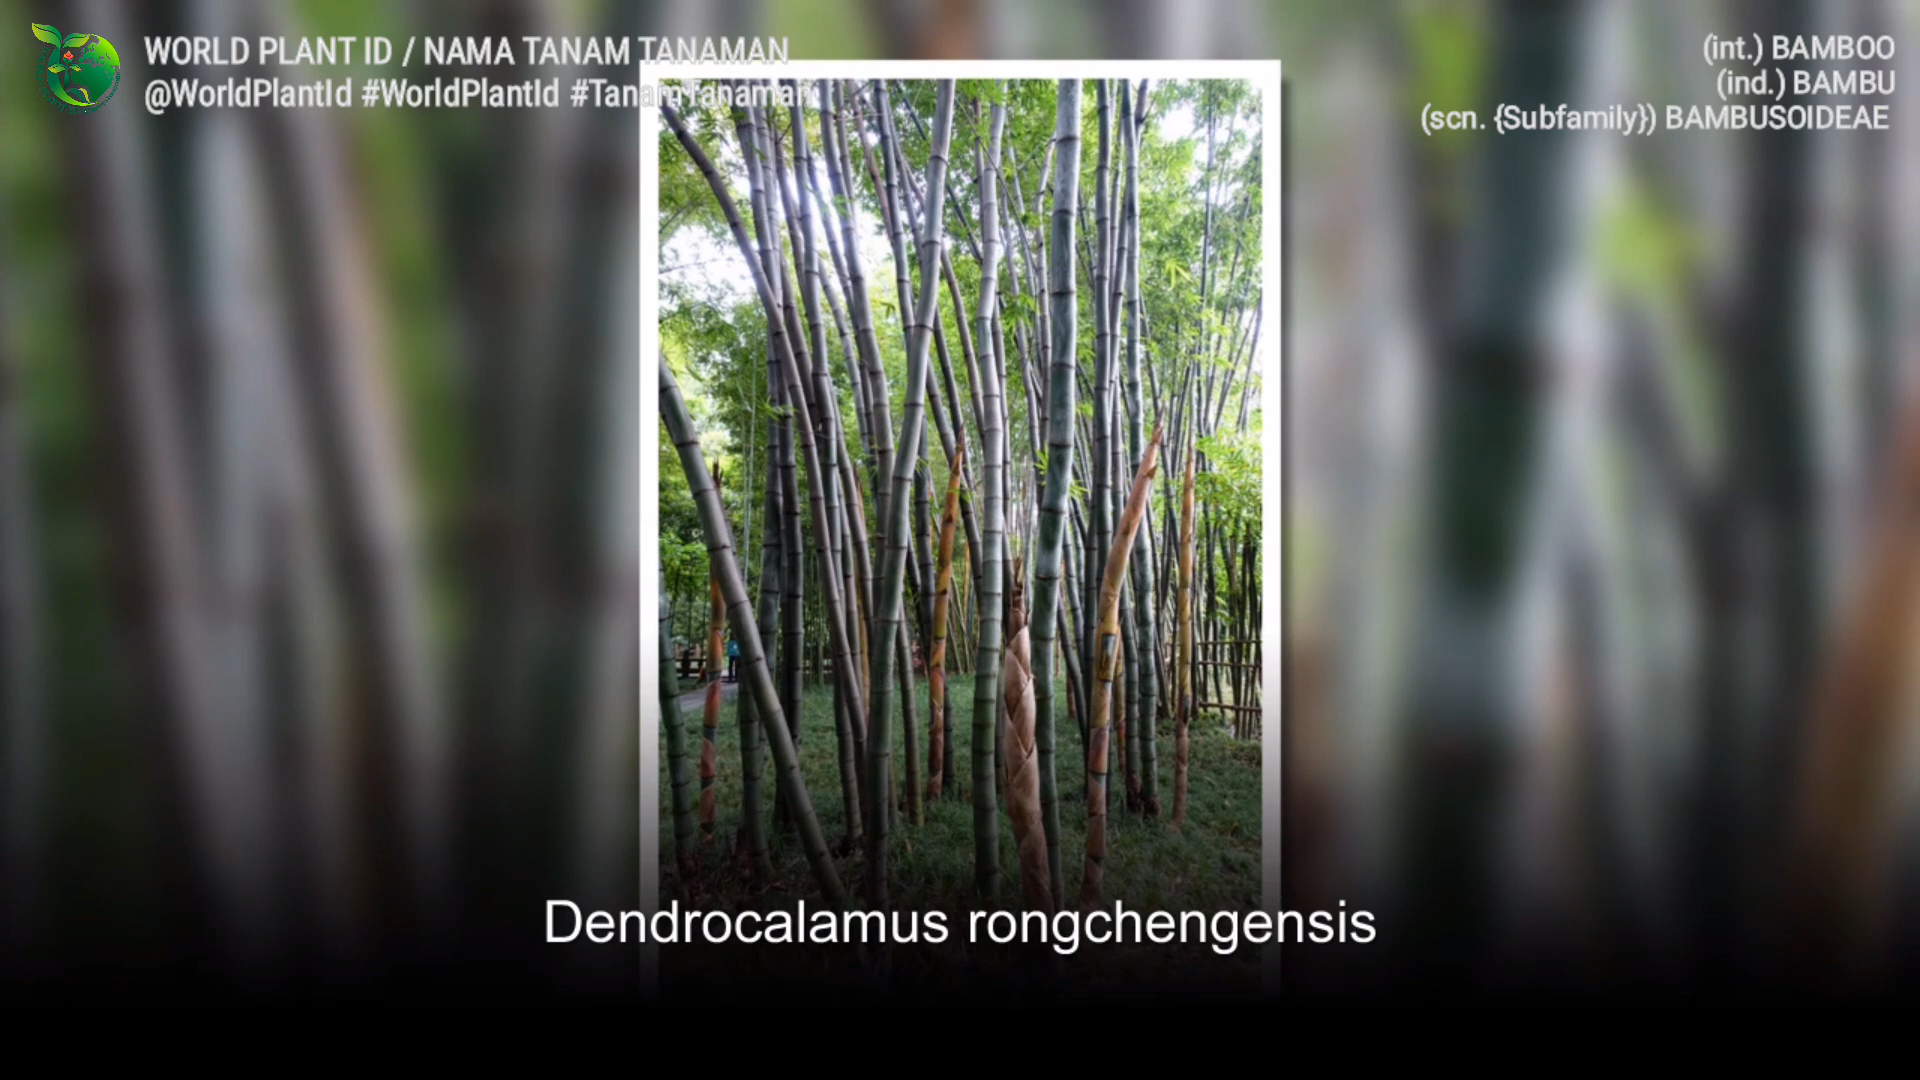 WORLD PLANT ID / NAMA TANAM TANAMAN
@WorldPlantId #WorldPlantId #TanamTanaman
(int.) BAMBOO
(ind.) BAMBU
(scn. {Subfamily}) BAMBUSOIDEAE
Dendrocalamus rongchengensis